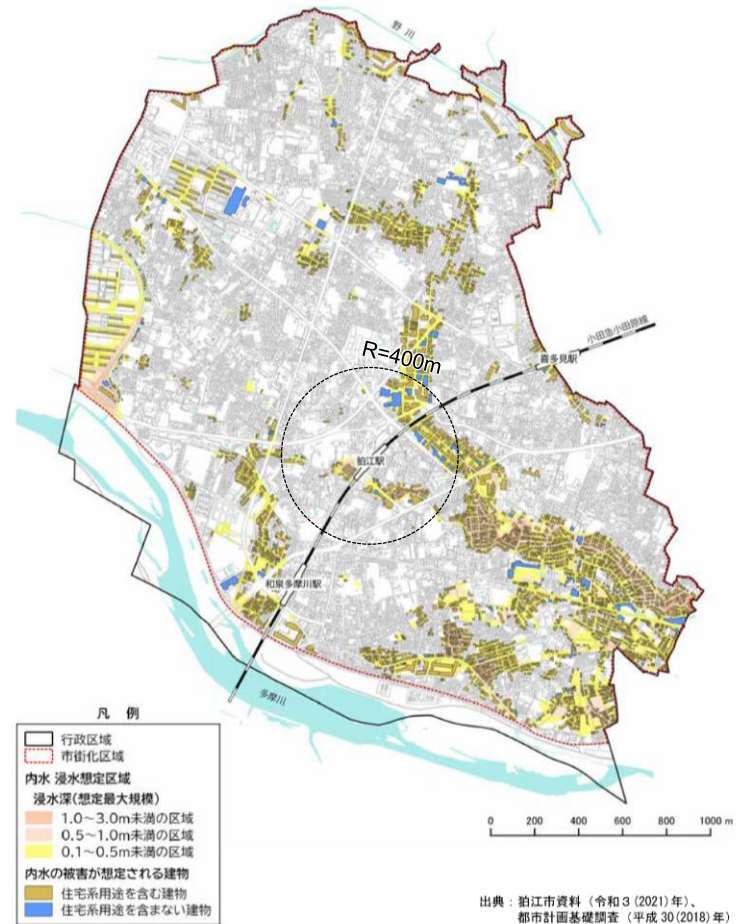 野川
小田急小田原線
喜多見駅
R=400m
狛江駅
和泉多摩川駅
多摩川
凡 例
行政区域
市街化区域
内水 浸水想定区域
浸水深(想定最大規模)
1.0～3.0m未満の区域
0.5～1.0m未満の区域
0.1～0.5m未満の区域
内水の被害が想定される建物
住宅系用途を含む建物
住宅系用途を含まない建物
0 200 400 600 800 1000 m
出典：狛江市資料（令和3(2021)年）、
都市計画基礎調査（平成30(2018)年）